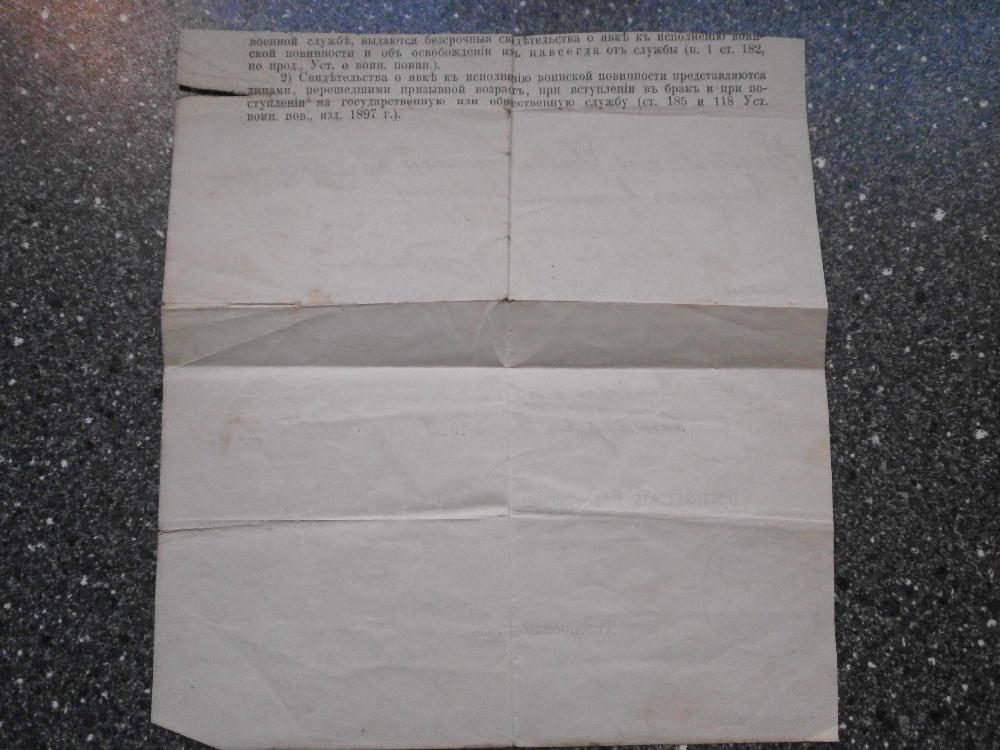 военной службѣ, выдаются безсрочныя свидѣтельства о явкѣ къ исполненію воин-
ской повинности и объ освобожденіи ихъ навсегда отъ службы (п. 1 ст. 182,
по прод., Уст. о воин. повин.).
2) Свидѣтельства о явкѣ къ исполненію воинской повинности представляются
лицами, перешедшими призывной возрастъ, при вступленіи въ бракъ и при по-
ступленіи на государственную или общественную службу (ст. 185 и 118 Уст.
воин. пов., изд. 1897 г.).